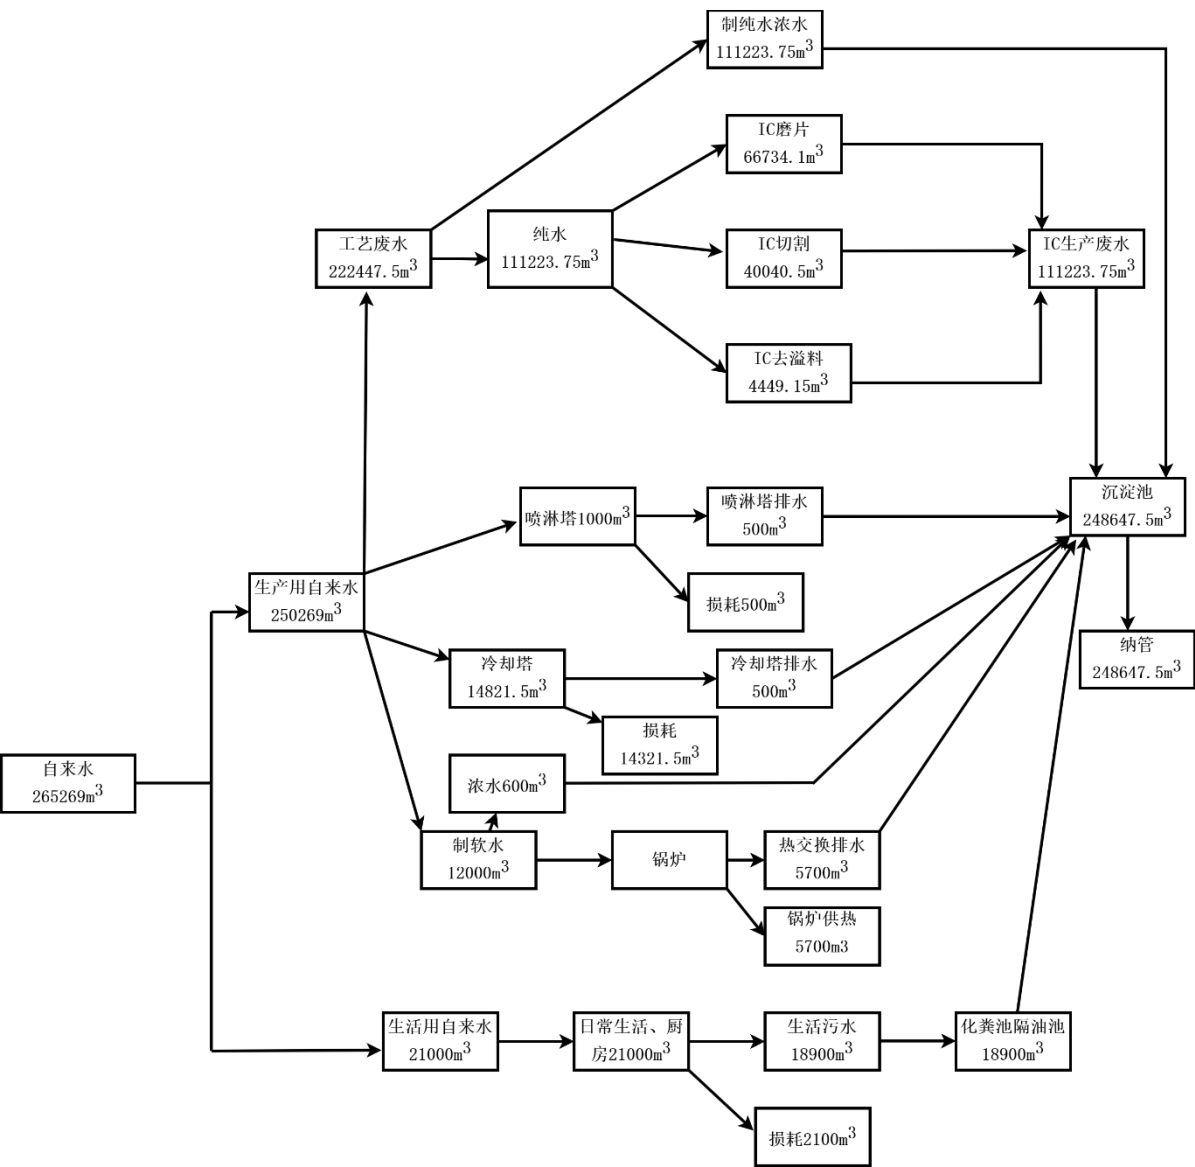 制纯水浓水
111223.75m³
IC磨片
66734.1m³
工艺废水
222447.5m³
纯水
111223.75m³
IC切割
40040.5m³
IC生产废水
111223.75m³
IC去溢料
4449.15m³
沉淀池
248647.5m³
喷淋塔1000m³
喷淋塔排水
500m³
生产用自来水
250269m³
损耗500m³
纳管
248647.5m³
冷却塔
14821.5m³
冷却塔排水
500m³
损耗
14321.5m³
自来水
265269m³
浓水600m³
制软水
12000m³
锅炉
热交换排水
5700m³
锅炉供热
5700m3
生活用自来水
21000m³
日常生活、厨
房21000m³
生活污水
18900m³
化粪池隔油池
18900m³
损耗2100m³